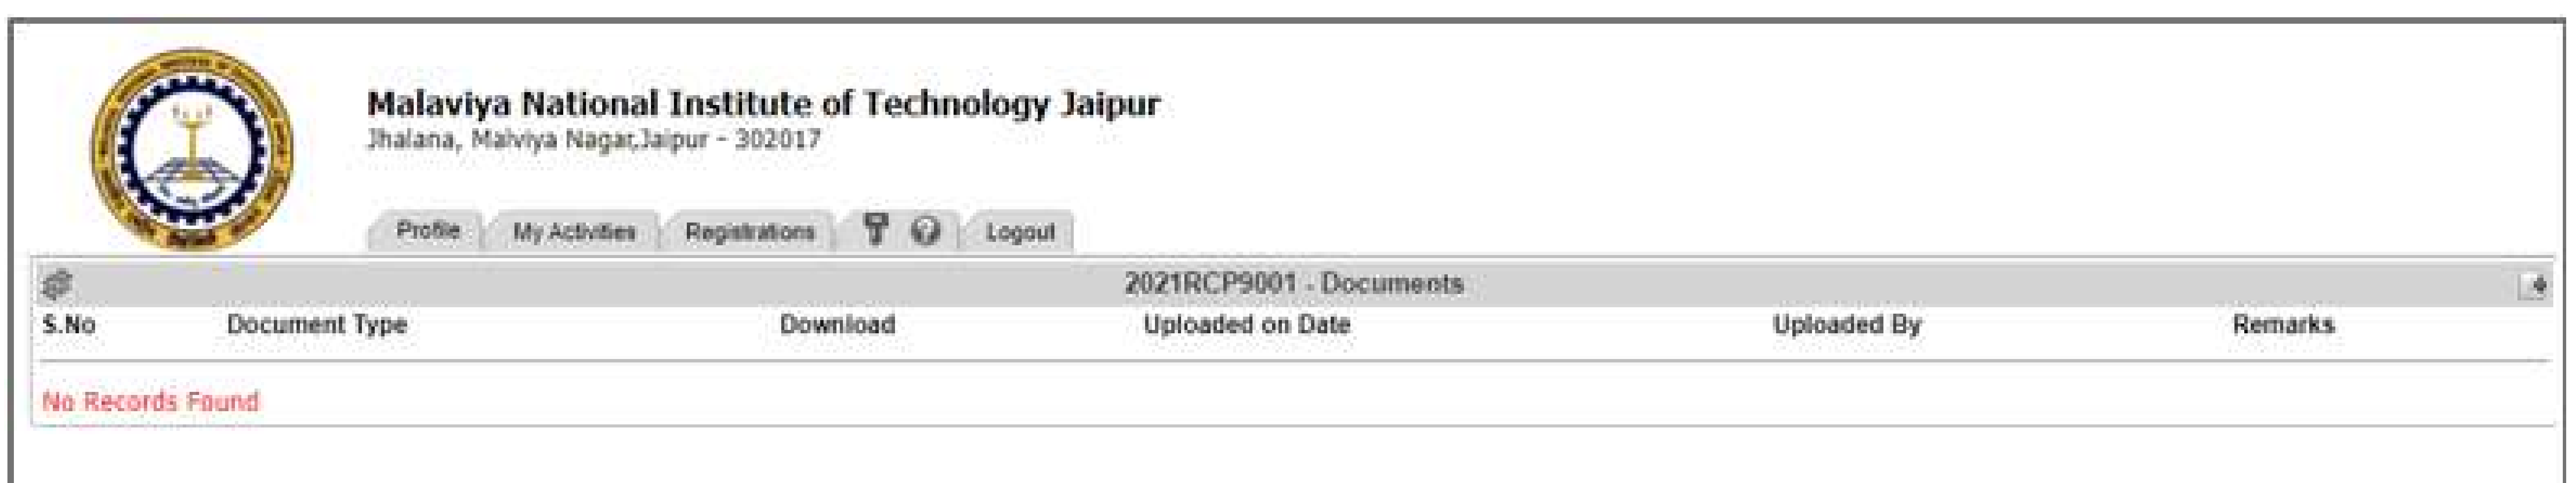 Malaviya National Institute of Technology Jaipur
Jhalana, Malviya Nagar,Jaipur - 302017
Profile My Activities Registrations Logout
2021RCP9001 - Documents
S.No Document Type Download Uploaded on Date Uploaded By Remarks
No Records Found